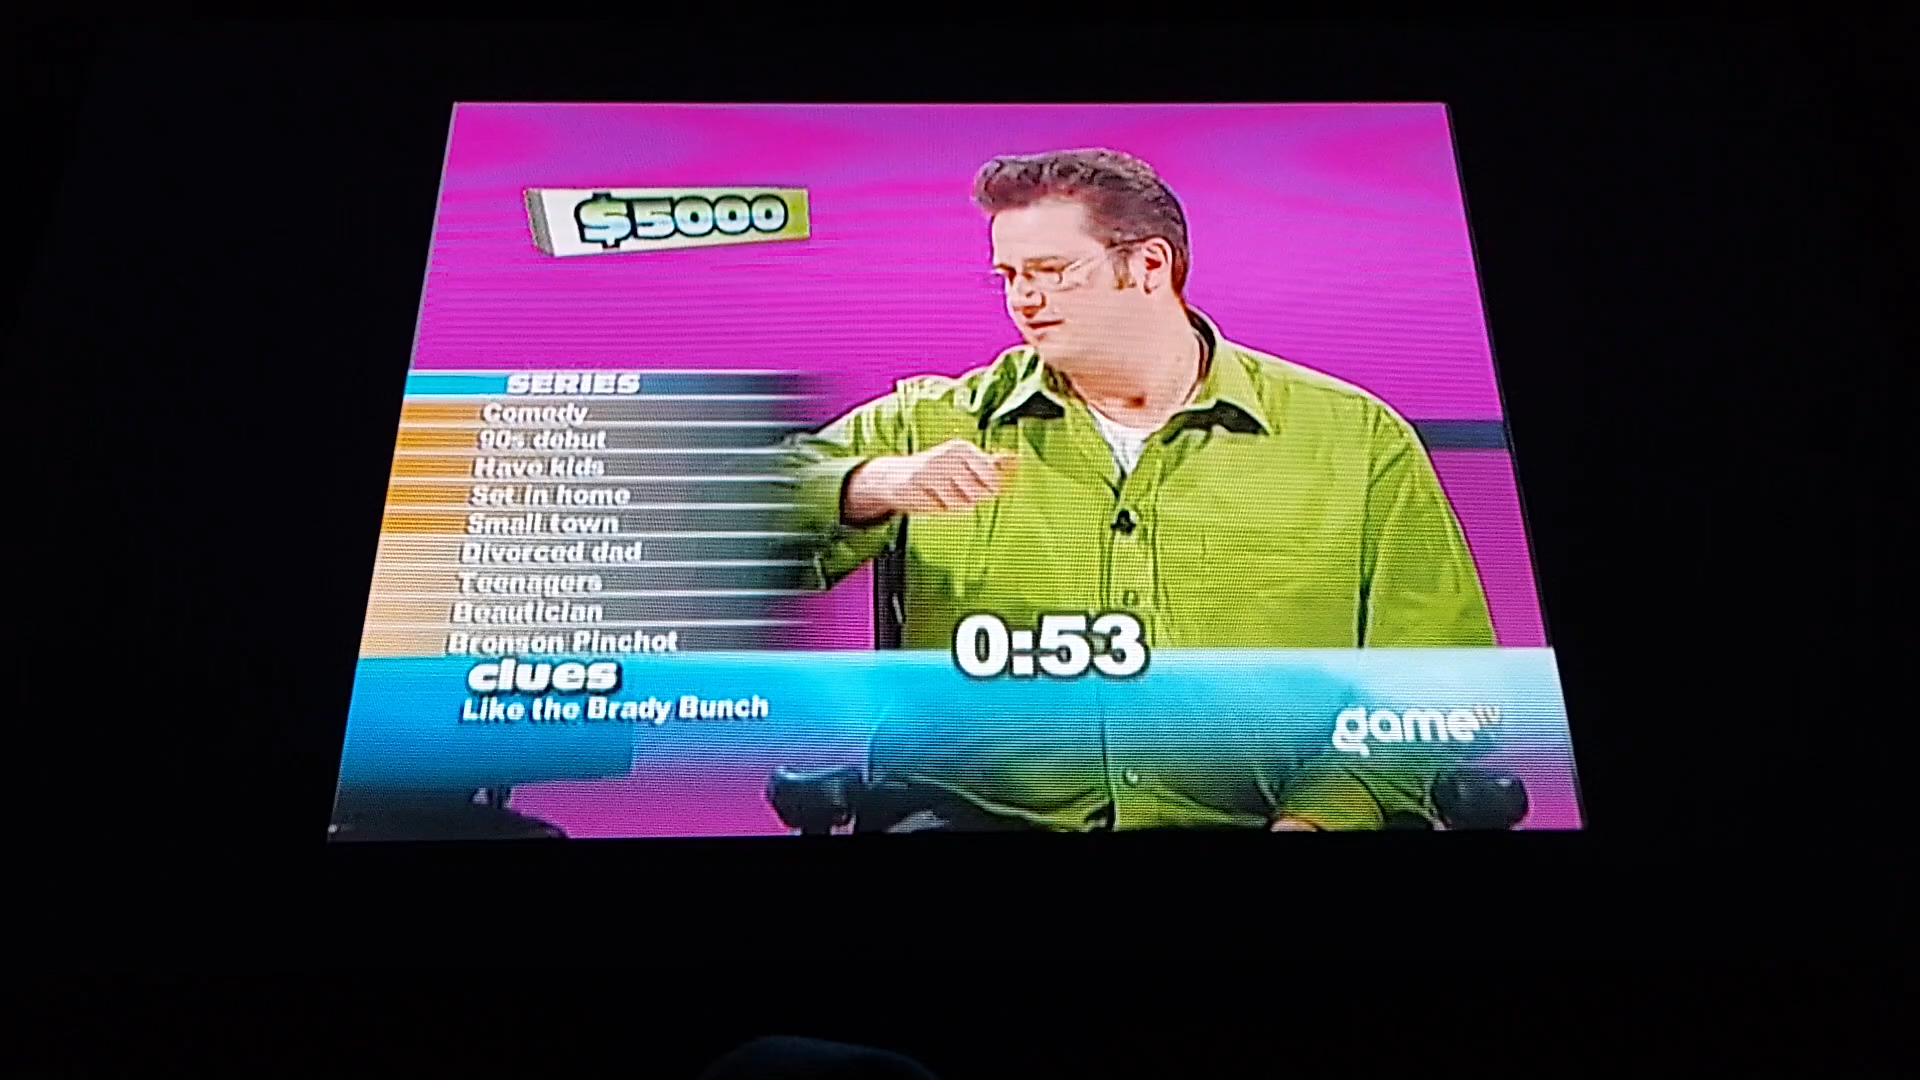 $5000
SERIES
Comedy
90s debut
Have kids
Set in home
Small town
Divorced dad
Teenagers
Beautician
Bronson Pinchot
clues
Like the Brady Bunch
0:53
gametv